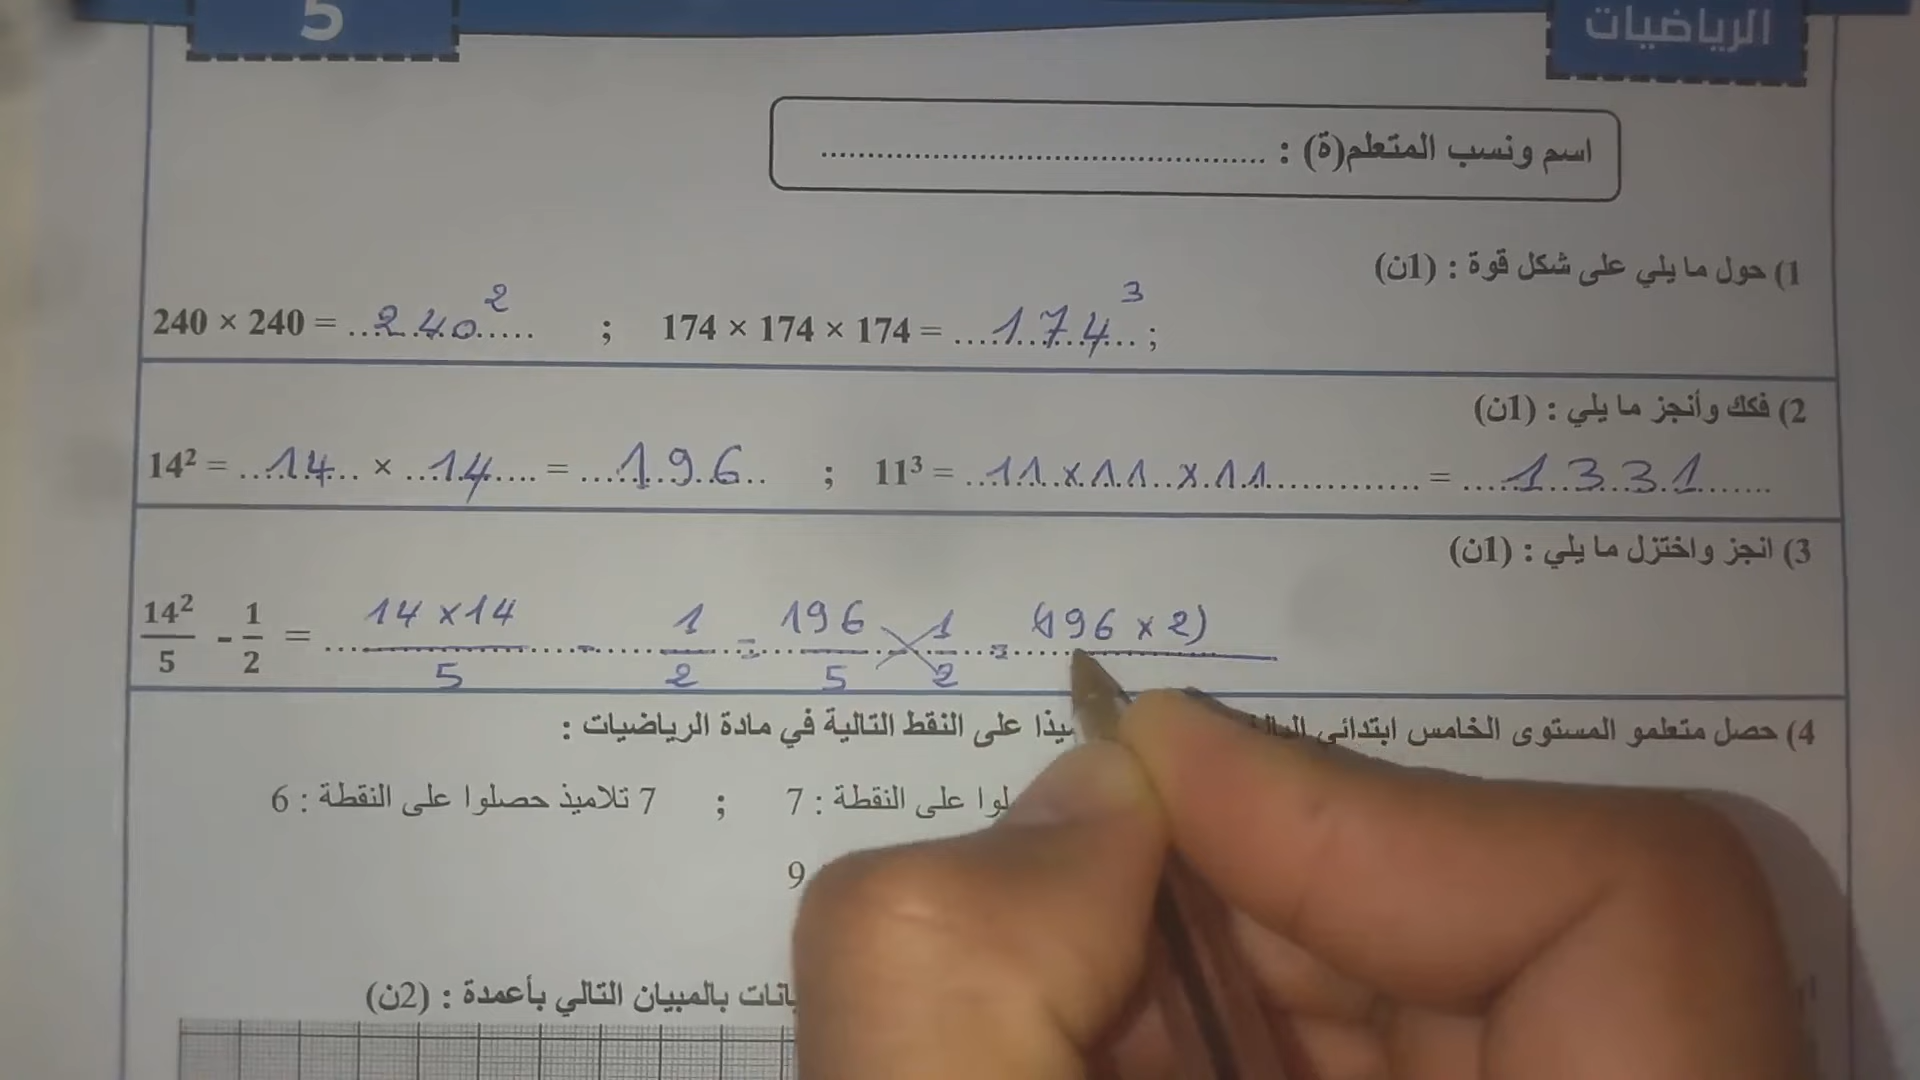 5
الرياضيات
اسم ونسب المتعلم(ة) : ................................................
1) حول ما يلي على شكل قوة : (1ن)
240 × 240 = ...240²..... ; 174 × 174 × 174 = ....174³... ;
2) فكك وأنجز ما يلي : (1ن)
14² = ...14... × ...14.... = ....196.. ; 11³ = ..11 x 11 x 11............. = .....1331.......
3) انجز واختزل ما يلي : (1ن)
14²/5 - 1/2 = 14 x 14/5 - 1/2 = 196/5 1/2 = (196 x 2)
4) حصل متعلمو المستوى الخامس ابتدائي على النقط التالية في مادة الرياضيات :
على النقطة : 7 ; 7 تلاميذ حصلوا على النقطة : 6
9
بالمبيان التالي بأعمدة : (2ن)